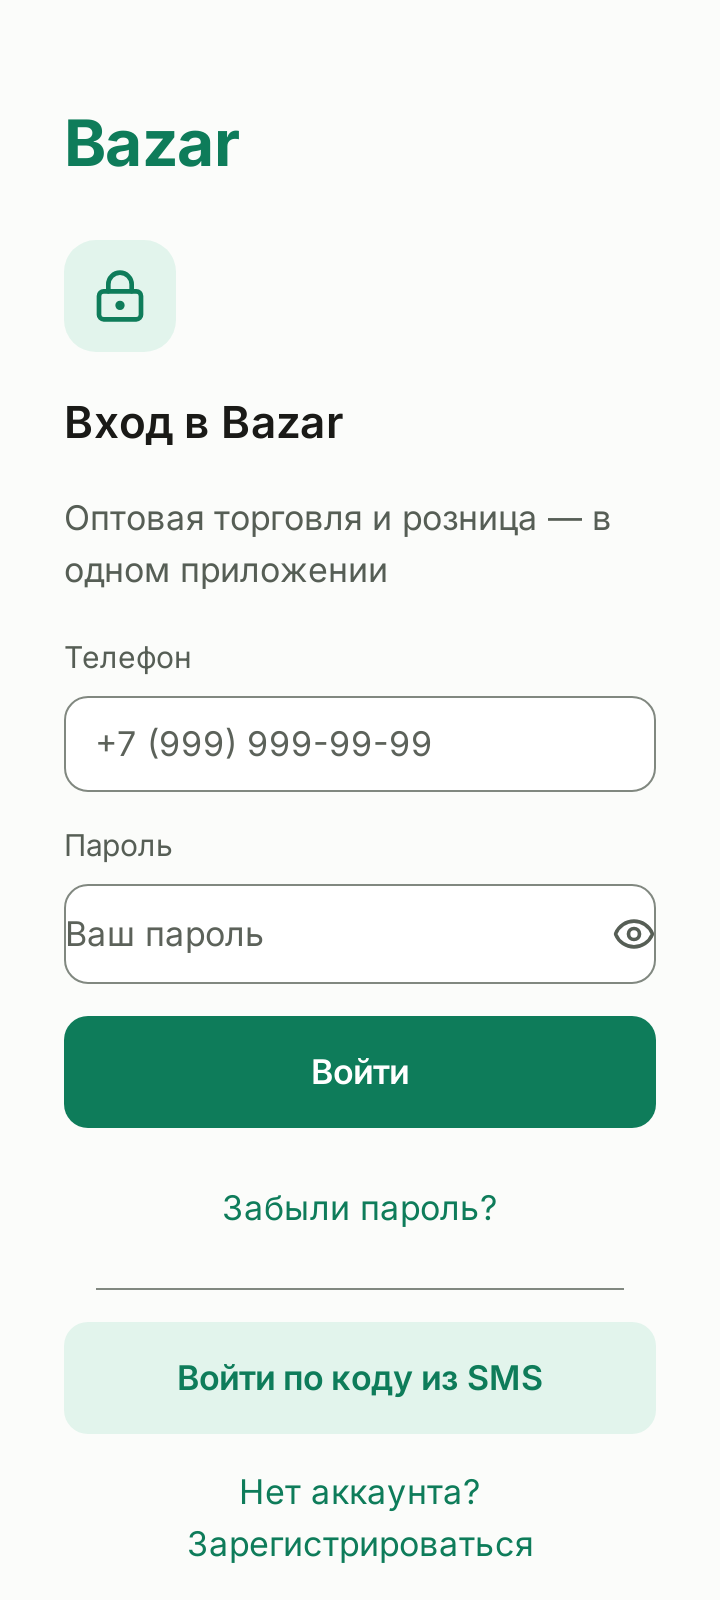 Bazar
Вход в Bazar
Оптовая торговля и розница — в
одном приложении
Телефон
+7 (999) 999-99-99
Пароль
Ваш пароль
Войти
Забыли пароль?
Войти по коду из SMS
Нет аккаунта?
Зарегистрироваться